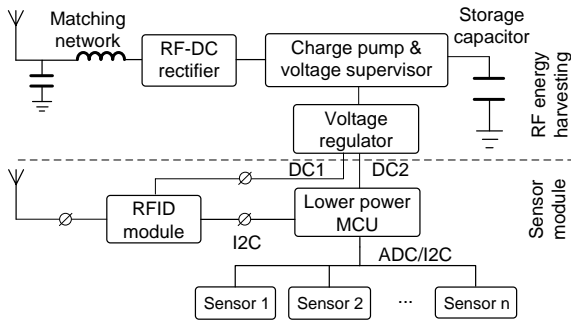 Matching
network
RF-DC
rectifier
Charge pump &
voltage supervisor
Storage
capacitor
RF energy
harvesting
Voltage
regulator
DC1
DC2
RFID
module
I2C
Lower power
MCU
Sensor
module
ADC/I2C
Sensor 1
Sensor 2
...
Sensor n